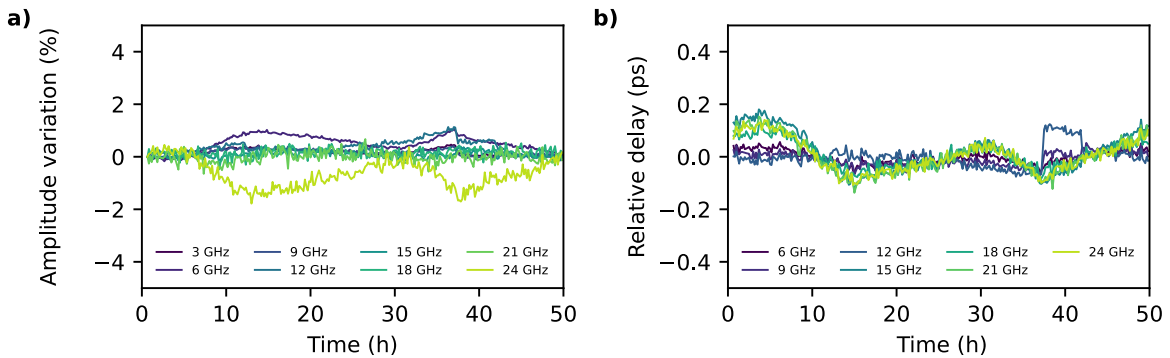 a)
Amplitude variation (%)
4
2
0
−2
−4
3 GHz 9 GHz 15 GHz 21 GHz
6 GHz 12 GHz 18 GHz 24 GHz
0 10 20 30 40 50
Time (h)
b)
Relative delay (ps)
0.4
0.2
0.0
−0.2
−0.4
6 GHz 12 GHz 18 GHz 24 GHz
9 GHz 15 GHz 21 GHz
0 10 20 30 40 50
Time (h)